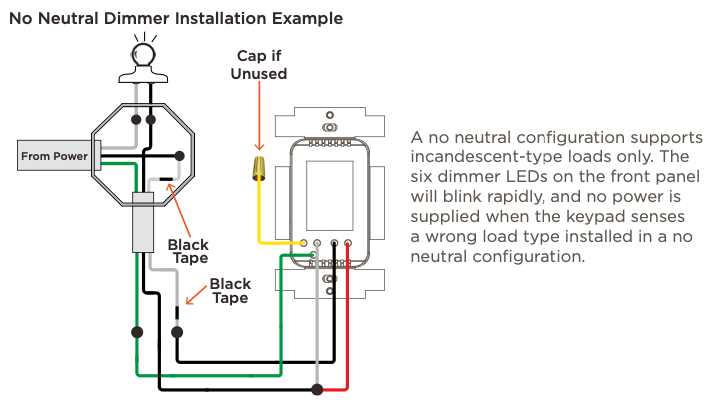 No Neutral Dimmer Installation Example
Cap if
Unused
From Power
Black
Tape
Black
Tape
A no neutral configuration supports
incandescent-type loads only. The
six dimmer LEDs on the front panel
will blink rapidly, and no power is
supplied when the keypad senses
a wrong load type installed in a no
neutral configuration.